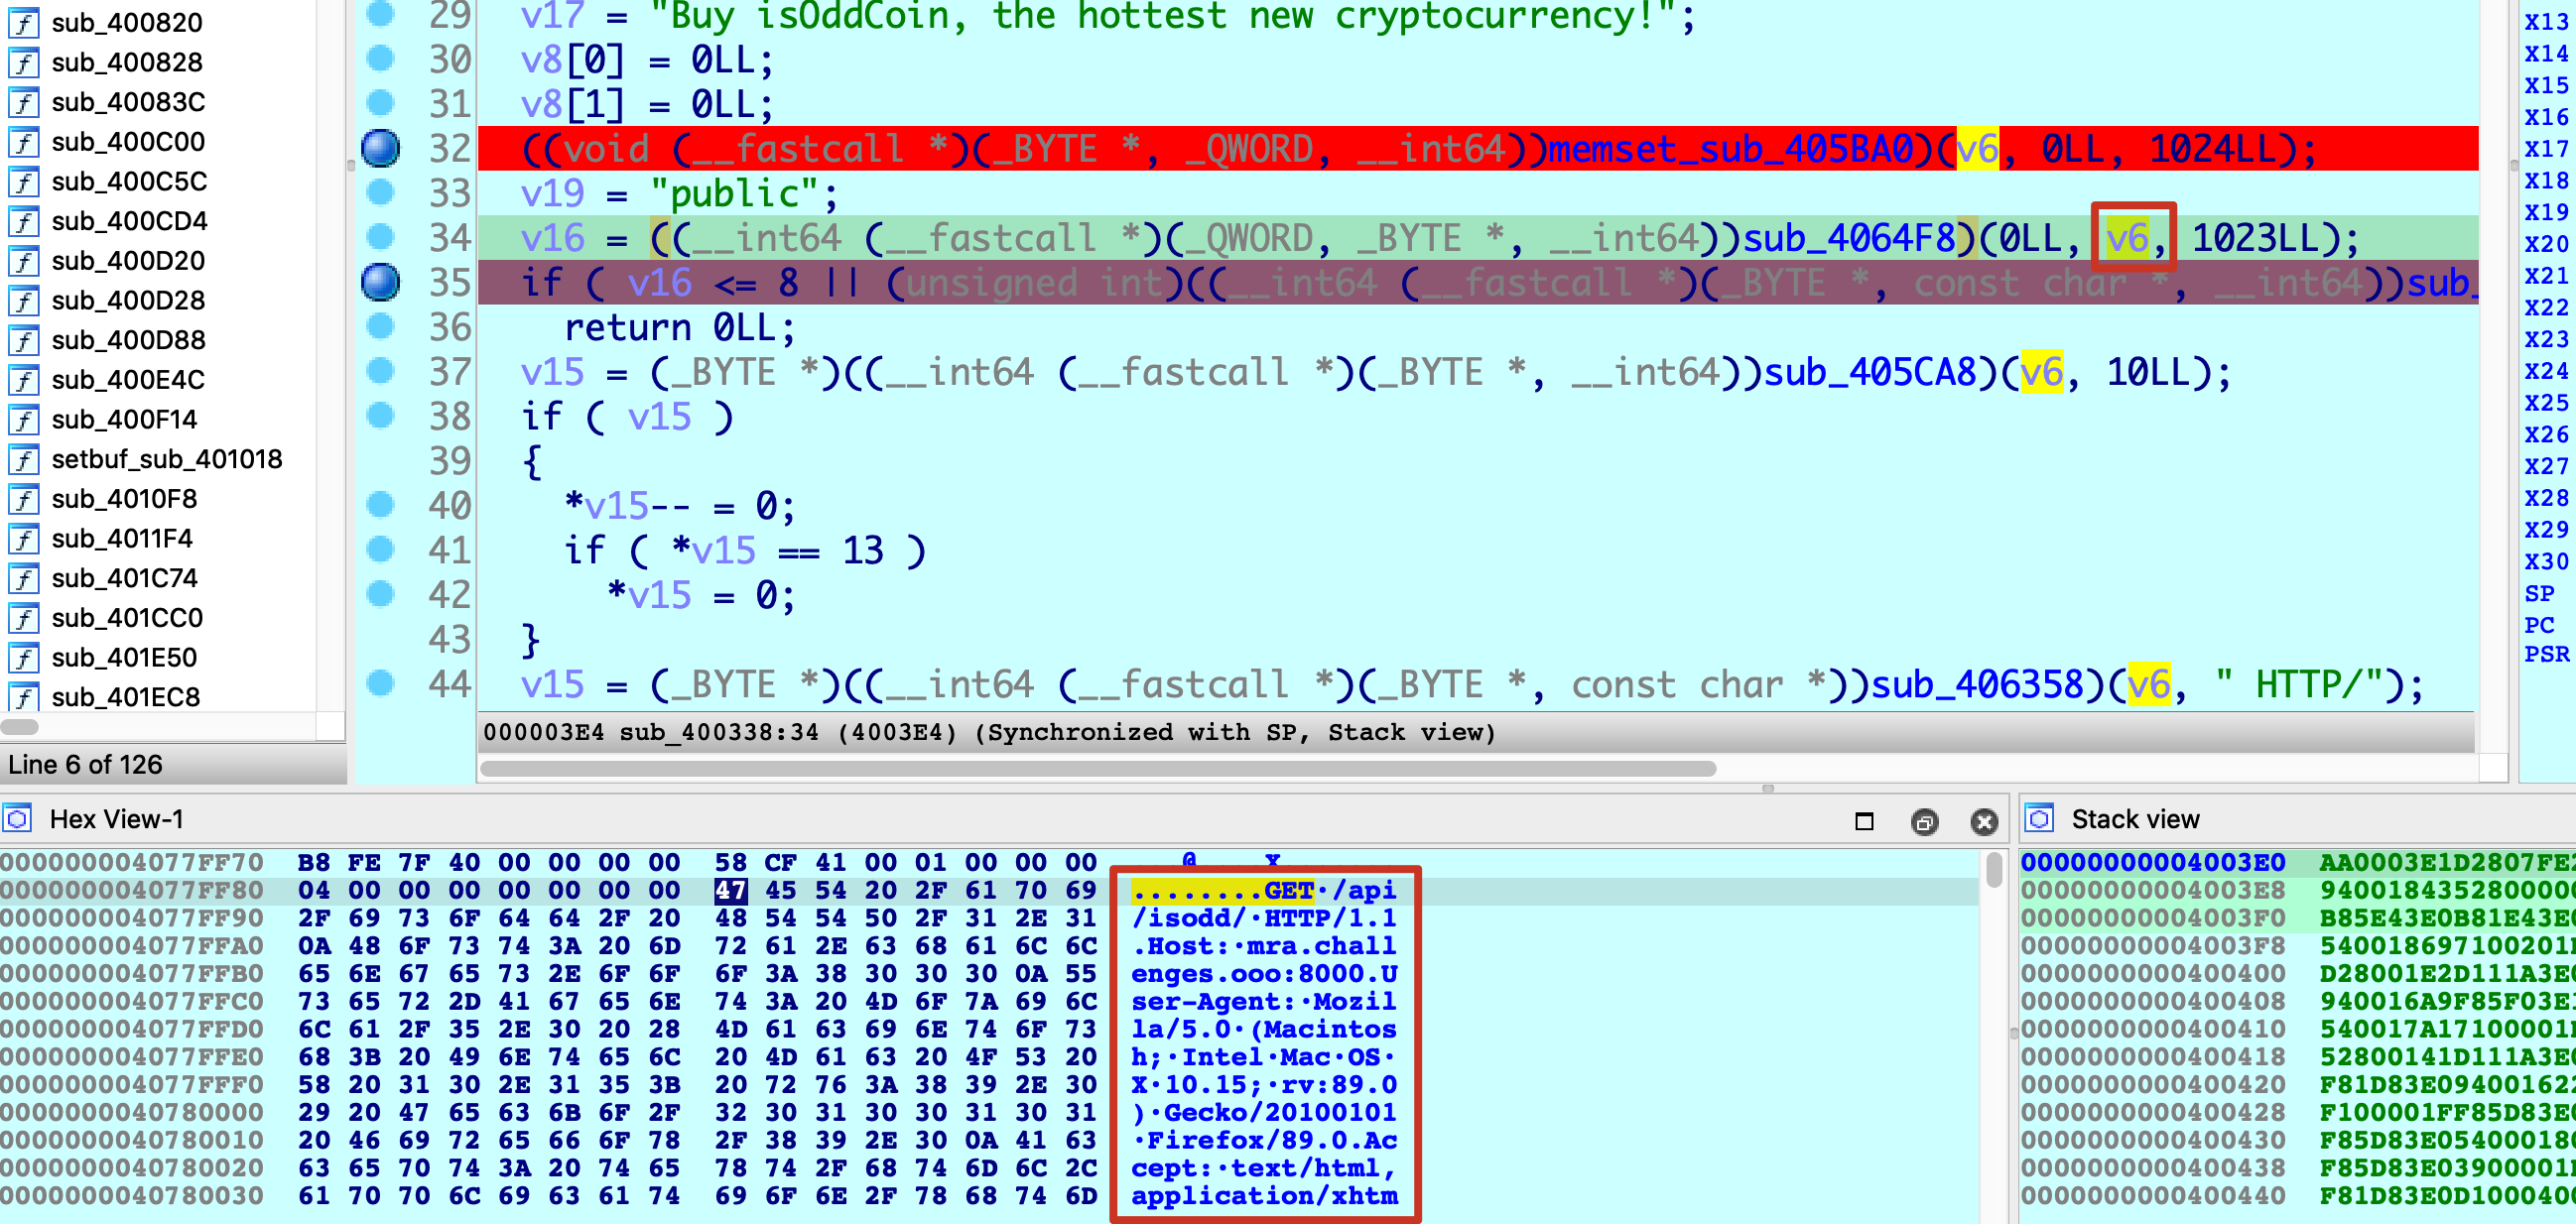 sub_400820
sub_400828
sub_40083C
sub_400C00
sub_400C5C
sub_400CD4
sub_400D20
sub_400D28
sub_400D88
sub_400E4C
sub_400F14
setbuf_sub_401018
sub_4010F8
sub_4011F4
sub_401C74
sub_401CC0
sub_401E50
sub_401EC8
Line 6 of 126
29 v17 = "Buy isOddCoin, the hottest new cryptocurrency!";
30 v8[0] = 0LL;
31 v8[1] = 0LL;
32 ((void (__fastcall *)(_BYTE *, _QWORD, __int64))memset_sub_405BA0)(v6, 0LL, 1024LL);
33 v19 = "public";
34 v16 = ((__int64 (__fastcall *)(_QWORD, _BYTE *, __int64))sub_4064F8)(0LL, v6, 1023LL);
35 if ( v16 <= 8 || (unsigned int)((__int64 (__fastcall *)(_BYTE *, const char *, __int64))sub_
36 return 0LL;
37 v15 = (_BYTE *)((__int64 (__fastcall *)(_BYTE *, __int64))sub_405CA8)(v6, 10LL);
38 if ( v15 )
39 {
40 *v15-- = 0;
41 if ( *v15 == 13 )
42 *v15 = 0;
43 }
44 v15 = (_BYTE *)((__int64 (__fastcall *)(_BYTE *, const char *))sub_406358)(v6, " HTTP/");
000003E4 sub_400338:34 (4003E4) (Synchronized with SP, Stack view)
X13
X14
X15
X16
X17
X18
X19
X20
X21
X22
X23
X24
X25
X26
X27
X28
X29
X30
SP
PC
PSR
Hex View-1
000000004077FF70 B8 FE 7F 40 00 00 00 00 58 CF 41 00 01 00 00 00 ...@....X.......
000000004077FF80 04 00 00 00 00 00 00 00 47 45 54 20 2F 61 70 69 ........GET·/api
000000004077FF90 2F 69 73 6F 64 64 2F 20 48 54 54 50 2F 31 2E 31 /isodd/·HTTP/1.1
000000004077FFA0 0A 48 6F 73 74 3A 20 6D 72 61 2E 63 68 61 6C 6C .Host:·mra.chall
000000004077FFB0 65 6E 67 65 73 2E 6F 6F 6F 3A 38 30 30 30 0A 55 enges.ooo:8000.U
000000004077FFC0 73 65 72 2D 41 67 65 6E 74 3A 20 4D 6F 7A 69 6C ser-Agent:·Mozil
000000004077FFD0 6C 61 2F 35 2E 30 20 28 4D 61 63 69 6E 74 6F 73 la/5.0·(Macintos
000000004077FFE0 68 3B 20 49 6E 74 65 6C 20 4D 61 63 20 4F 53 20 h;·Intel·Mac·OS·
000000004077FFF0 58 20 31 30 2E 31 35 3B 20 72 76 3A 38 39 2E 30 X·10.15;·rv:89.0
0000000040780000 29 20 47 65 63 6B 6F 2F 32 30 31 30 30 31 30 31 )·Gecko/20100101
0000000040780010 20 46 69 72 65 66 6F 78 2F 38 39 2E 30 0A 41 63 ·Firefox/89.0.Ac
0000000040780020 63 65 70 74 3A 20 74 65 78 74 2F 68 74 6D 6C 2C cept:·text/html,
0000000040780030 61 70 70 6C 69 63 61 74 69 6F 6E 2F 78 68 74 6D application/xhtm
Stack view
00000000004003E0 AA0003E1D2807FE2
00000000004003E8 9400184352800000
00000000004003F0 B85E43E0B81E43E0
00000000004003F8 540018697100201
0000000000400400 D28001E2D111A3E0
0000000000400408 940016A9F85F03E1
0000000000400410 540017A17100001
0000000000400418 52800141D111A3E0
0000000000400420 F81D83E09400162
0000000000400428 F100001FF85D83E0
0000000000400430 F85D83E05400018
0000000000400438 F85D83E03900001
0000000000400440 F81D83E0D100040